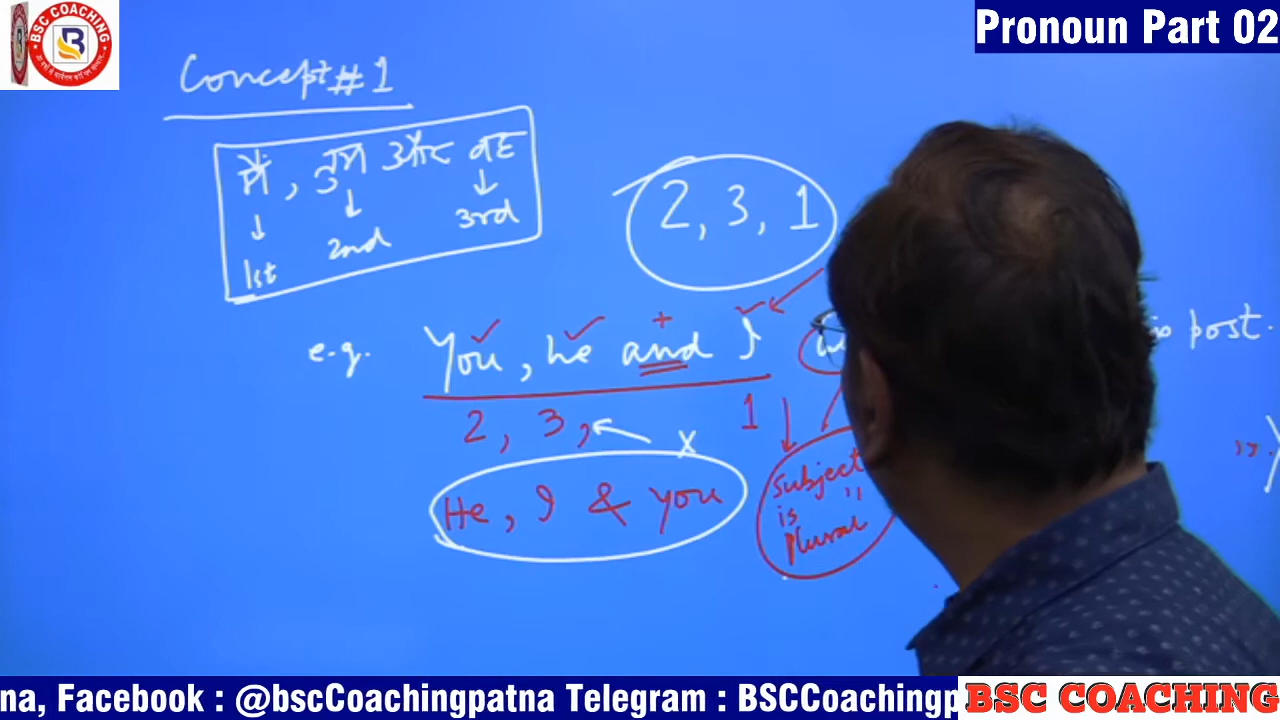 BSC COACHING
Pronoun Part 02
Concept #1
मैं, तुम और वह
1st 2nd 3rd
2, 3, 1
e.g. You, he and I
post.
2, 3, 1
x
He, I & you
Subject
is "
Plural
is
na, Facebook : @bscCoachingpatna Telegram : BSCCoachingp
BSC COACHING